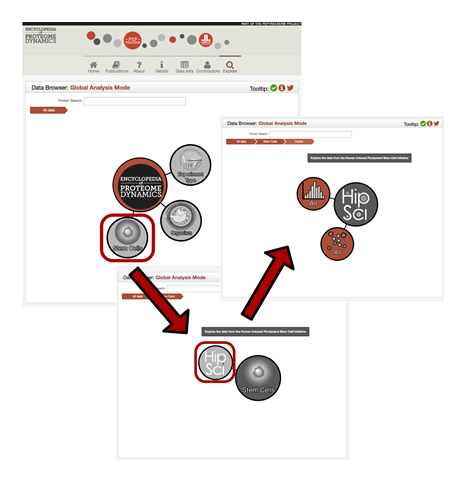 PART OF THE PEPTRACKER PROJECT
ENCYCLOPEDIA
OF
PROTEOME
DYNAMICS
PEP
TRACKER
Home Publications About Details Data sets Contributors Explore
Data Browser: Global Analysis Mode Tooltip:
Protein Search:
All data
ENCYCLOPEDIA
OF
PROTEOME
DYNAMICS
Experiment
Type
Organism
Stem Cells
Data Browser: Global Analysis Mode Tooltip:
Protein Search:
All data Stem Cells HipSci
Explore the data from the Human Induced Pluripotent Stem Cell Initiative
All
Hip
Sci
All
Data Browser: Global Analysis Mode
Search:
All data Cells
Explore the data from the Human Induced Pluripotent Stem Cell Initiative
Hip
Sci
Stem Cells